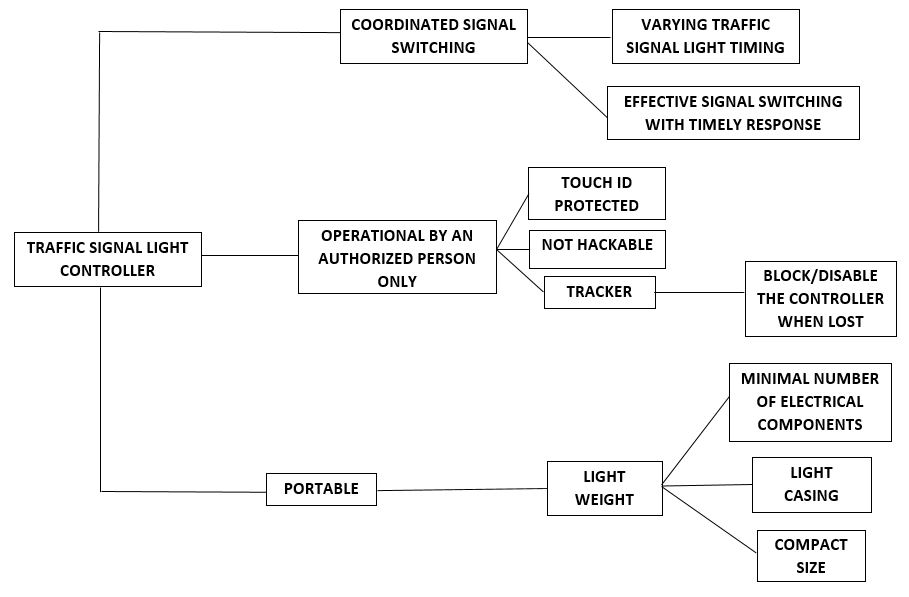 COORDINATED SIGNAL
SWITCHING
VARYING TRAFFIC
SIGNAL LIGHT TIMING
EFFECTIVE SIGNAL SWITCHING
WITH TIMELY RESPONSE
TRAFFIC SIGNAL LIGHT
CONTROLLER
OPERATIONAL BY AN
AUTHORIZED PERSON
ONLY
TOUCH ID
PROTECTED
NOT HACKABLE
TRACKER
BLOCK/DISABLE
THE CONTROLLER
WHEN LOST
PORTABLE
LIGHT
WEIGHT
MINIMAL NUMBER
OF ELECTRICAL
COMPONENTS
LIGHT
CASING
COMPACT
SIZE